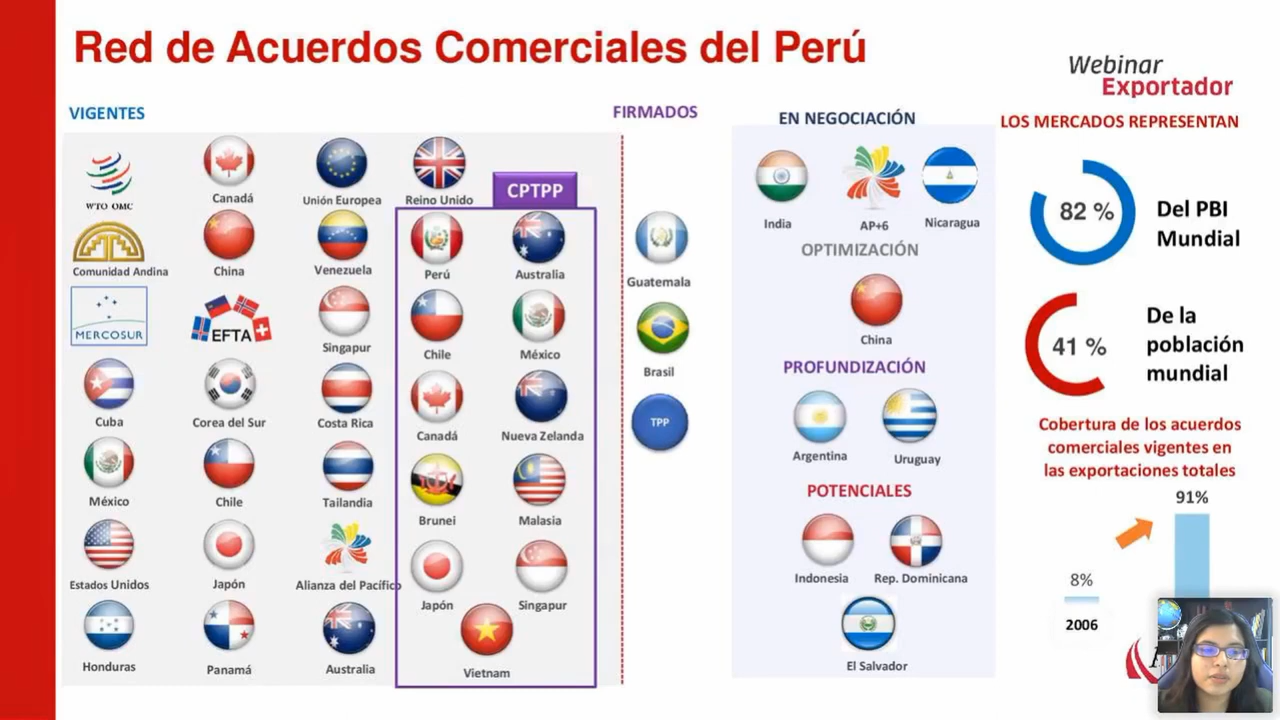 Red de Acuerdos Comerciales del Perú
Webinar
Exportador
VIGENTES
WTO OMC
Canadá
Unión Europea
Reino Unido
Comunidad Andina
China
Venezuela
MERCOSUR
EFTA
Singapur
Cuba
Corea del Sur
Costa Rica
México
Chile
Tailandia
Estados Unidos
Japón
Alianza del Pacífico
Honduras
Panamá
Australia
CPTPP
Perú
Australia
Chile
México
Canadá
Nueva Zelanda
Brunei
Malasia
Japón
Singapur
Vietnam
FIRMADOS
Guatemala
Brasil
TPP
EN NEGOCIACIÓN
India
AP+6
Nicaragua
OPTIMIZACIÓN
China
PROFUNDIZACIÓN
Argentina
Uruguay
POTENCIALES
Indonesia
Rep. Dominicana
El Salvador
LOS MERCADOS REPRESENTAN
82 %
Del PBI
Mundial
41 %
De la
población
mundial
Cobertura de los acuerdos
comerciales vigentes en
las exportaciones totales
91%
8%
2006